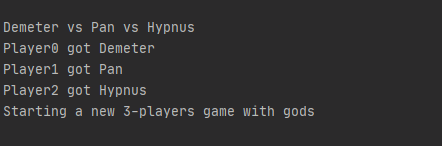 Demeter vs Pan vs Hypnus
Player0 got Demeter
Player1 got Pan
Player2 got Hypnus
Starting a new 3-players game with gods